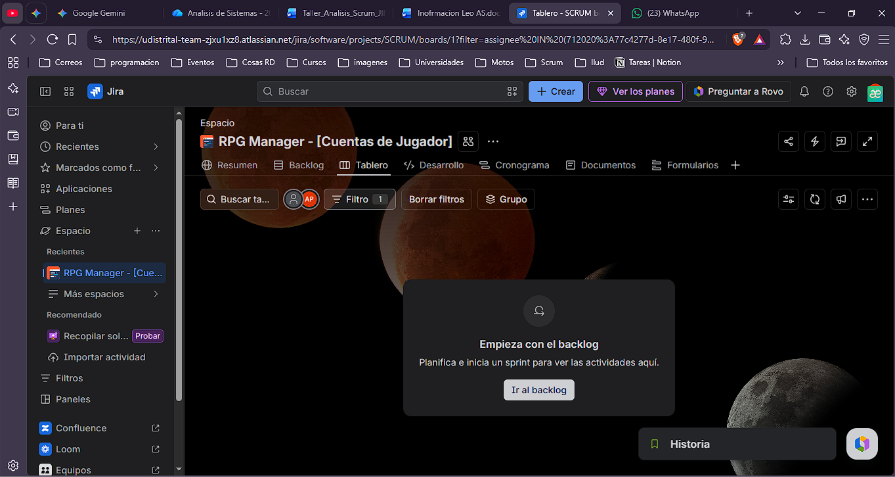 Google Gemini
Analisis de Sistemas - 2
Taller_Analisis_Scrum_Ji
Inofrmacion Leo AS.doc
Tablero - SCRUM b
(23) WhatsApp
https://udistrital-team-zjxu1xz8.atlassian.net/jira/software/projects/SCRUM/boards/1?filter=assignee%20IN%20(712020%3A77c4277d-8e17-480f-9...
Correos
programacion
Eventos
Cosas RD
Cursos
imagenes
Universidades
Motos
Scrum
Ilud
Tareas | Notion
Todos los favoritos
Jira
Buscar
Crear
Ver los planes
Preguntar a Rovo
Para ti
Recientes
Marcados como f...
Aplicaciones
Planes
Espacio
Recientes
RPG Manager - [Cue...
Más espacios
Recomendado
Recopilar sol...
Probar
Importar actividad
Filtros
Paneles
Confluence
Loom
Equipos
Espacio
RPG Manager - [Cuentas de Jugador]
Resumen
Backlog
Tablero
Desarrollo
Cronograma
Documentos
Formularios
Buscar ta...
AP
Filtro 1
Borrar filtros
Grupo
Empieza con el backlog
Planifica e inicia un sprint para ver las actividades aquí.
Ir al backlog
Historia